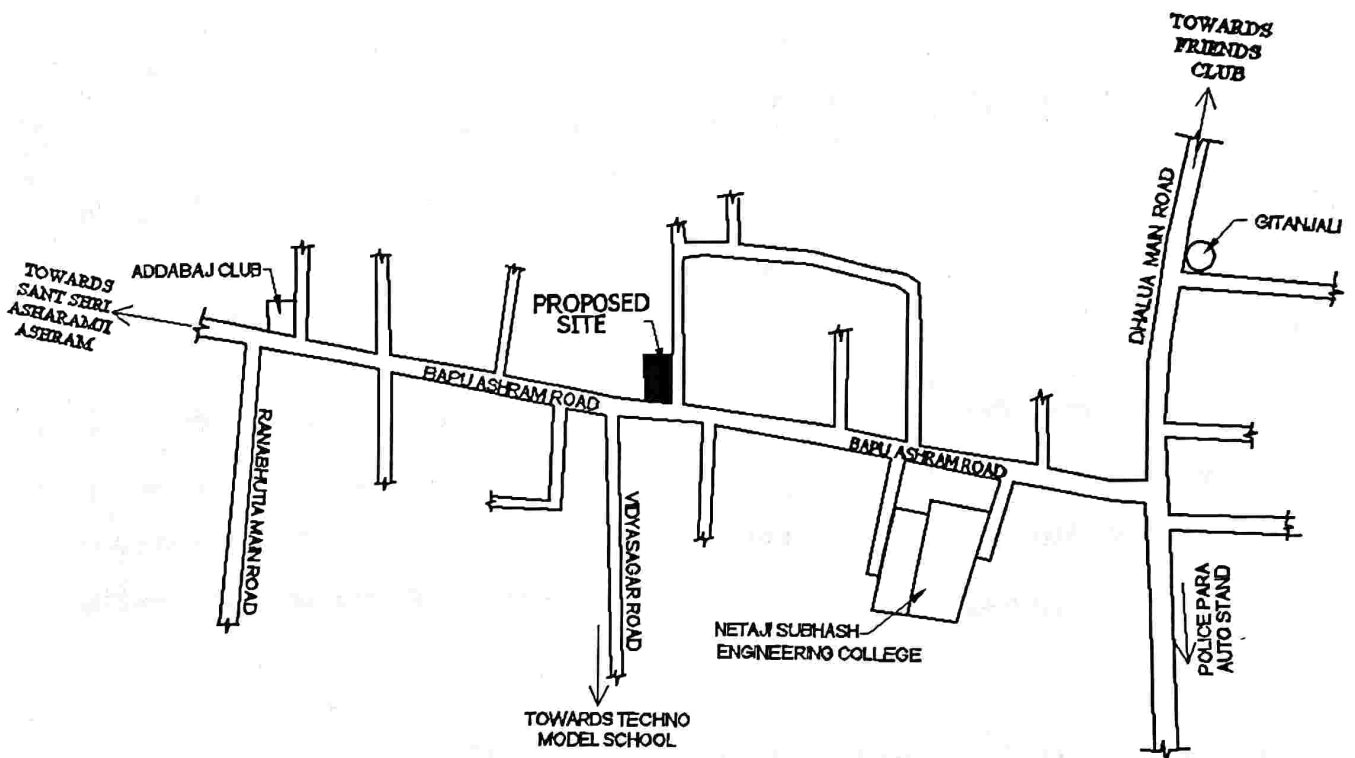 TOWARDS
FRIENDS
CLUB
DHALUA MAIN ROAD
GITANJALI
ADDABAJ CLUB
TOWARDS
SANT SHRI
ASHARAMJI
ASHRAM
PROPOSED
SITE
BAPU ASHRAM ROAD
BAPU ASHRAM ROAD
RANABHUTIA MAIN ROAD
VIDYASAGAR ROAD
NETAJI SUBHASH
ENGINEERING COLLEGE
POLICE PARA
AUTO STAND
TOWARDS TECHNO
MODEL SCHOOL